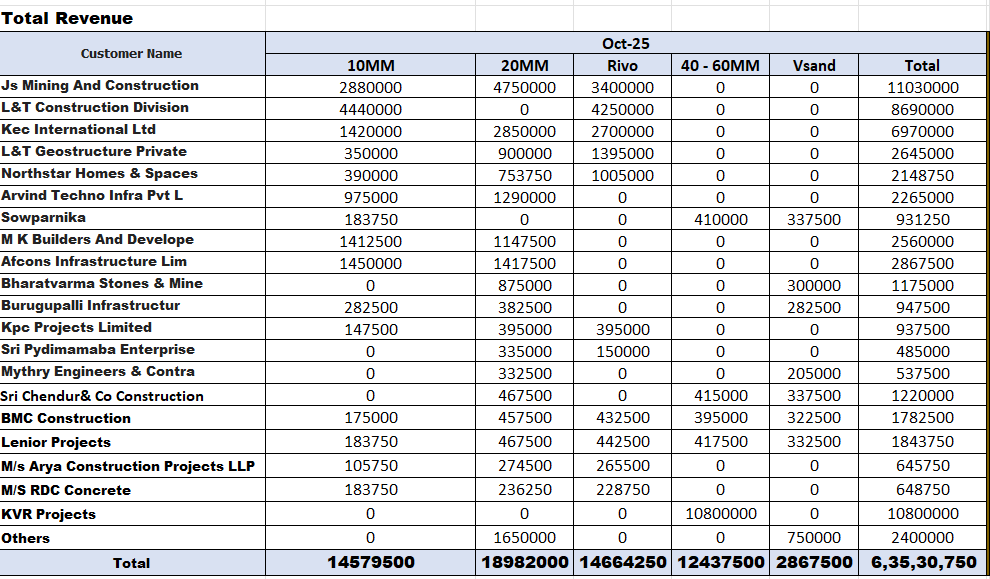 Total Revenue
Customer Name Oct-25
10MM 20MM Rivo 40 - 60MM Vsand Total
Js Mining And Construction 2880000 4750000 3400000 0 0 11030000
L&T Construction Division 4440000 0 4250000 0 0 8690000
Kec International Ltd 1420000 2850000 2700000 0 0 6970000
L&T Geostructure Private 350000 900000 1395000 0 0 2645000
Northstar Homes & Spaces 390000 753750 1005000 0 0 2148750
Arvind Techno Infra Pvt L 975000 1290000 0 0 0 2265000
Sowparnika 183750 0 0 410000 337500 931250
M K Builders And Develope 1412500 1147500 0 0 0 2560000
Afcons Infrastructure Lim 1450000 1417500 0 0 0 2867500
Bharatvarma Stones & Mine 0 875000 0 0 300000 1175000
Burugupalli Infrastructur 282500 382500 0 0 282500 947500
Kpc Projects Limited 147500 395000 395000 0 0 937500
Sri Pydimamaba Enterprise 0 335000 150000 0 0 485000
Mythry Engineers & Contra 0 332500 0 0 205000 537500
Sri Chendur& Co Construction 0 467500 0 415000 337500 1220000
BMC Construction 175000 457500 432500 395000 322500 1782500
Lenior Projects 183750 467500 442500 417500 332500 1843750
M/s Arya Construction Projects LLP 105750 274500 265500 0 0 645750
M/S RDC Concrete 183750 236250 228750 0 0 648750
KVR Projects 0 0 0 10800000 0 10800000
Others 0 1650000 0 0 750000 2400000
Total 14579500 18982000 14664250 12437500 2867500 6,35,30,750